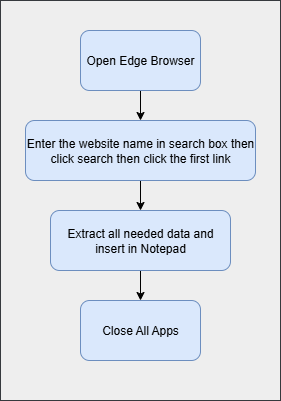 Open Edge Browser
Enter the website name in search box then
click search then click the first link
Extract all needed data and
insert in Notepad
Close All Apps